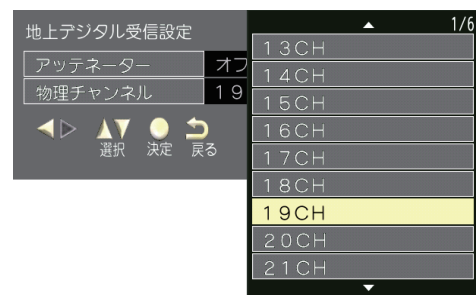 地上デジタル受信設定
アッテネーター オフ
物理チャンネル 19
選択 決定 戻る
1/6
13CH
14CH
15CH
16CH
17CH
18CH
19CH
20CH
21CH